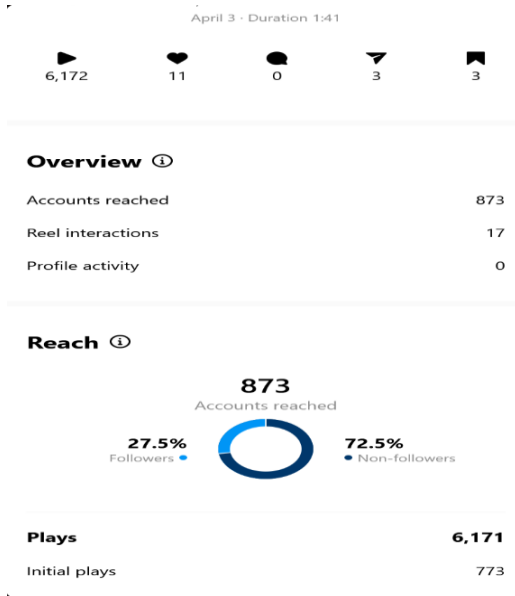 April 3 · Duration 1:41
6,172 11 0 3 3
Overview
Accounts reached 873
Reel interactions 17
Profile activity 0
Reach
873
Accounts reached
27.5% 72.5%
Followers Non-followers
Plays 6,171
Initial plays 773